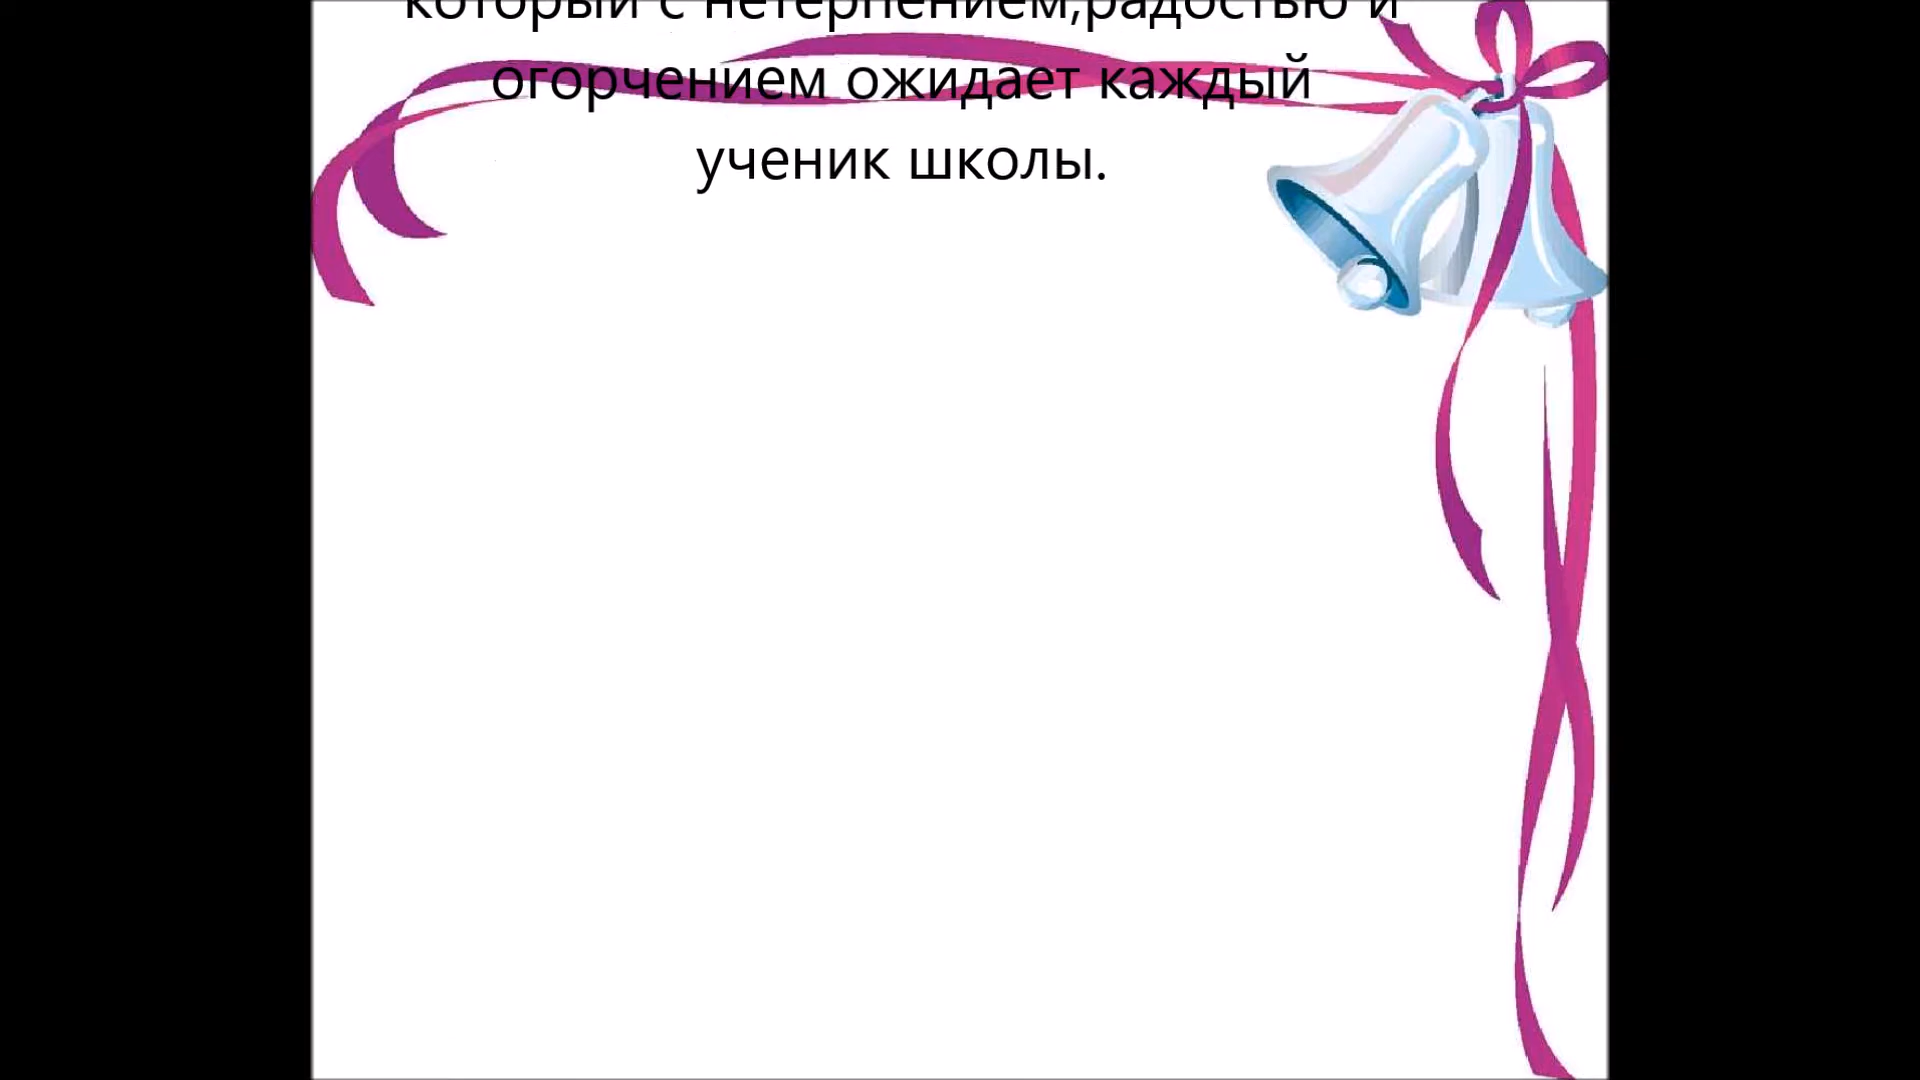 который с нетерпением,радостью и
огорчением ожидает каждый
ученик школы.